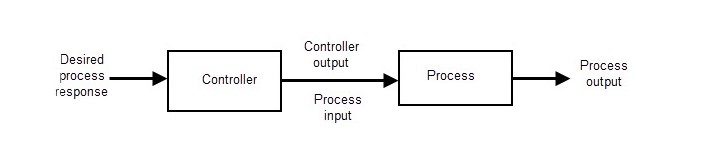 Desired
process
response
Controller
Controller
output
Process
input
Process
Process
output